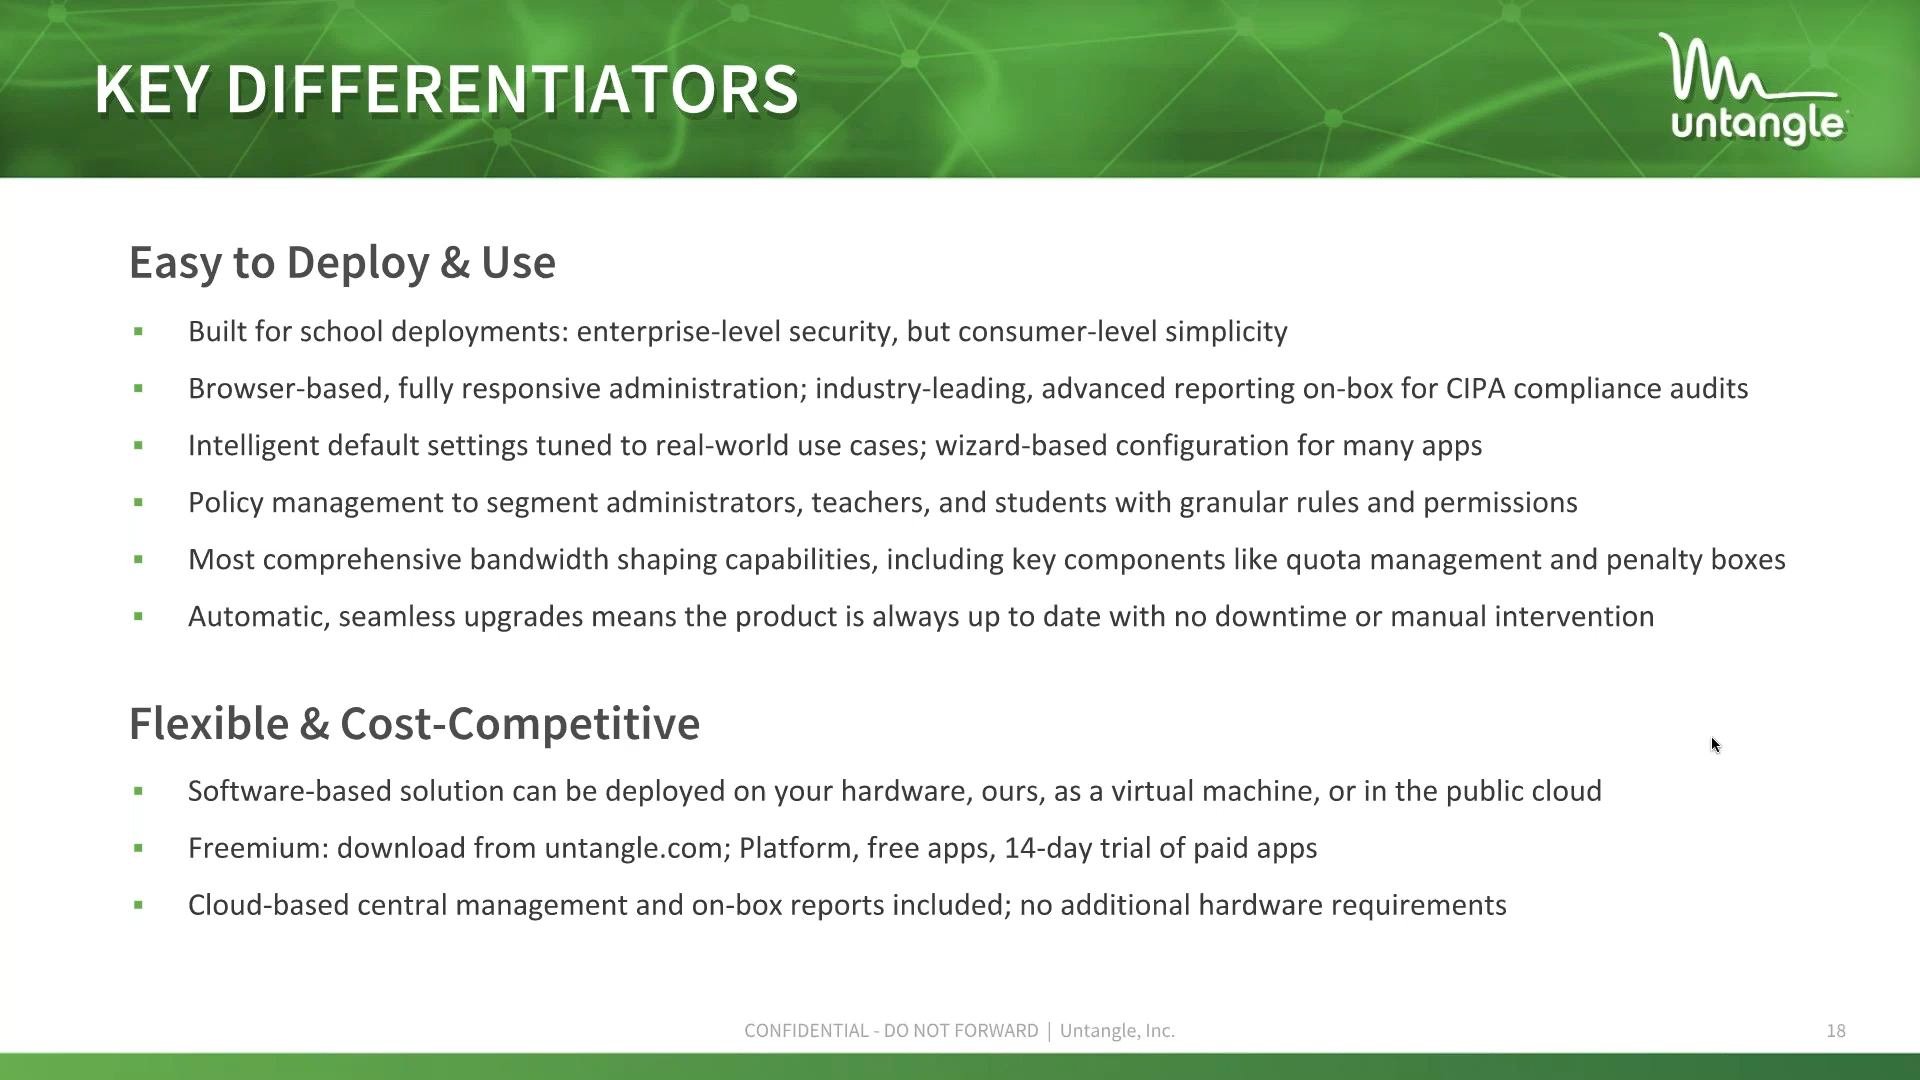 KEY DIFFERENTIATORS
untangle
Easy to Deploy & Use
▪ Built for school deployments: enterprise-level security, but consumer-level simplicity
▪ Browser-based, fully responsive administration; industry-leading, advanced reporting on-box for CIPA compliance audits
▪ Intelligent default settings tuned to real-world use cases; wizard-based configuration for many apps
▪ Policy management to segment administrators, teachers, and students with granular rules and permissions
▪ Most comprehensive bandwidth shaping capabilities, including key components like quota management and penalty boxes
▪ Automatic, seamless upgrades means the product is always up to date with no downtime or manual intervention
Flexible & Cost-Competitive
▪ Software-based solution can be deployed on your hardware, ours, as a virtual machine, or in the public cloud
▪ Freemium: download from untangle.com; Platform, free apps, 14-day trial of paid apps
▪ Cloud-based central management and on-box reports included; no additional hardware requirements
CONFIDENTIAL - DO NOT FORWARD | Untangle, Inc.
18